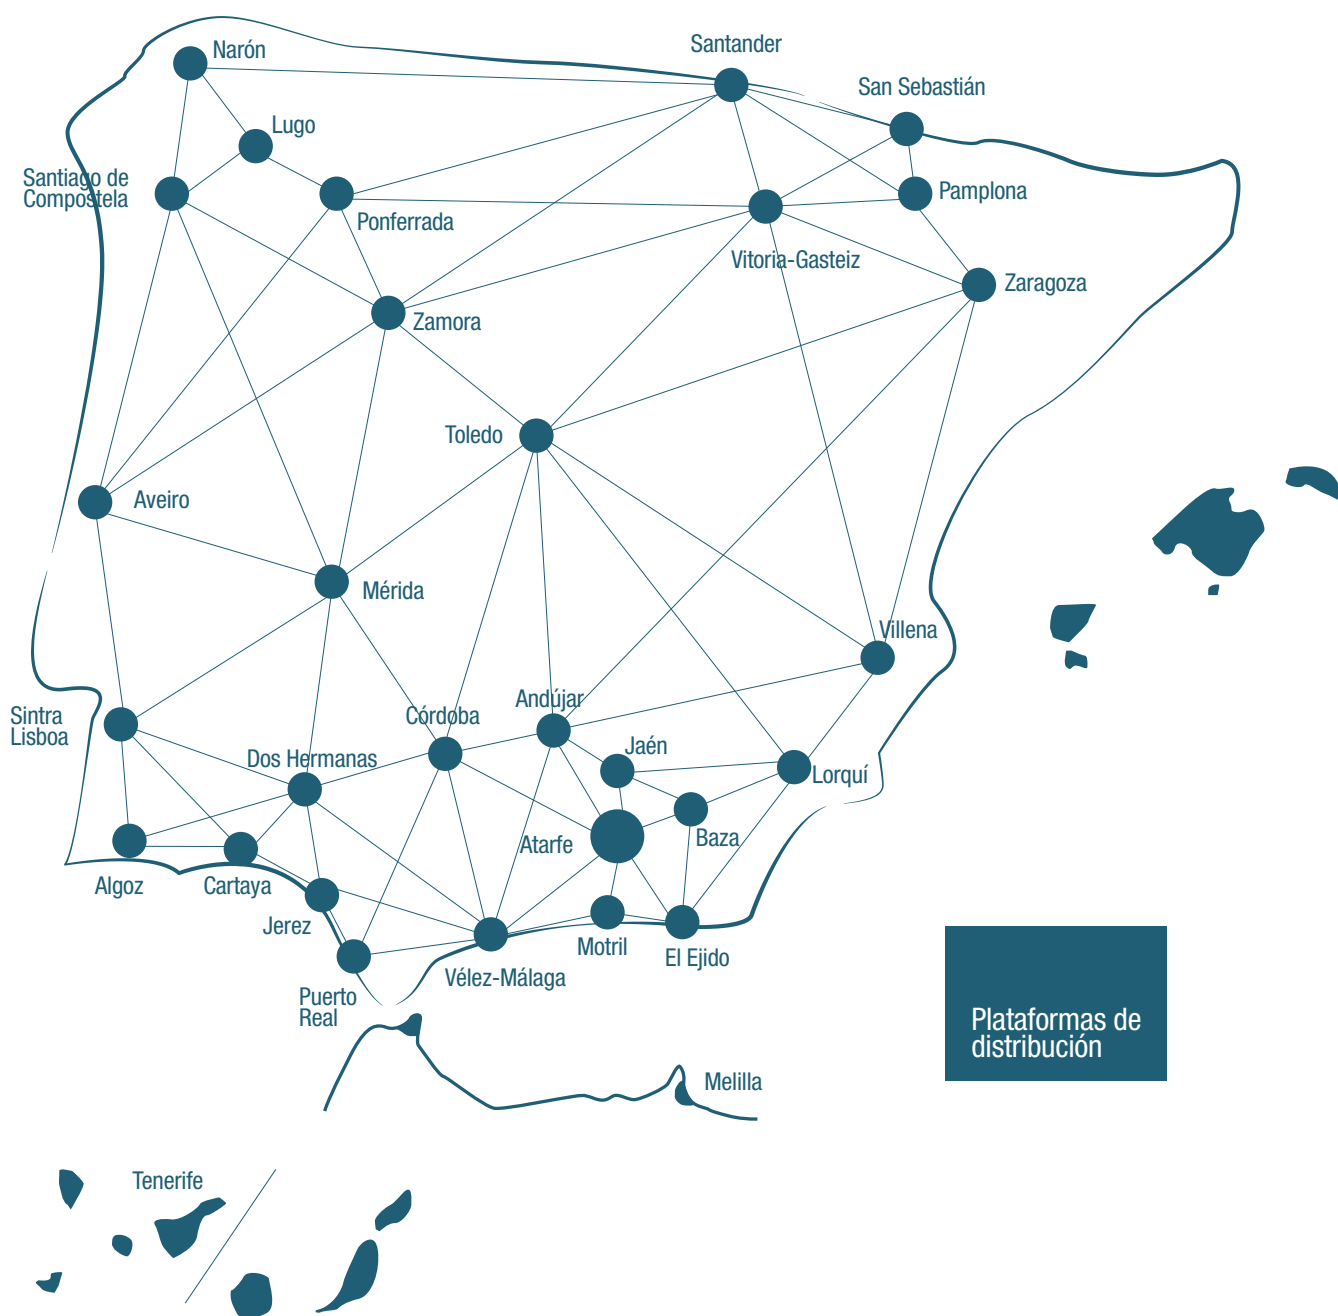 Santander
Narón
San Sebastián
Lugo
Santiago de
Compostela
Pamplona
Ponferrada
Vitoria-Gasteiz
Zaragoza
Zamora
Toledo
Aveiro
Mérida
Villena
Andújar
Sintra
Lisboa
Córdoba
Jaén
Dos Hermanas
Lorquí
Atarfe
Baza
Algoz
Cartaya
Jerez
Motril
El Ejido
Vélez-Málaga
Puerto
Real
Plataformas de
distribución
Melilla
Tenerife